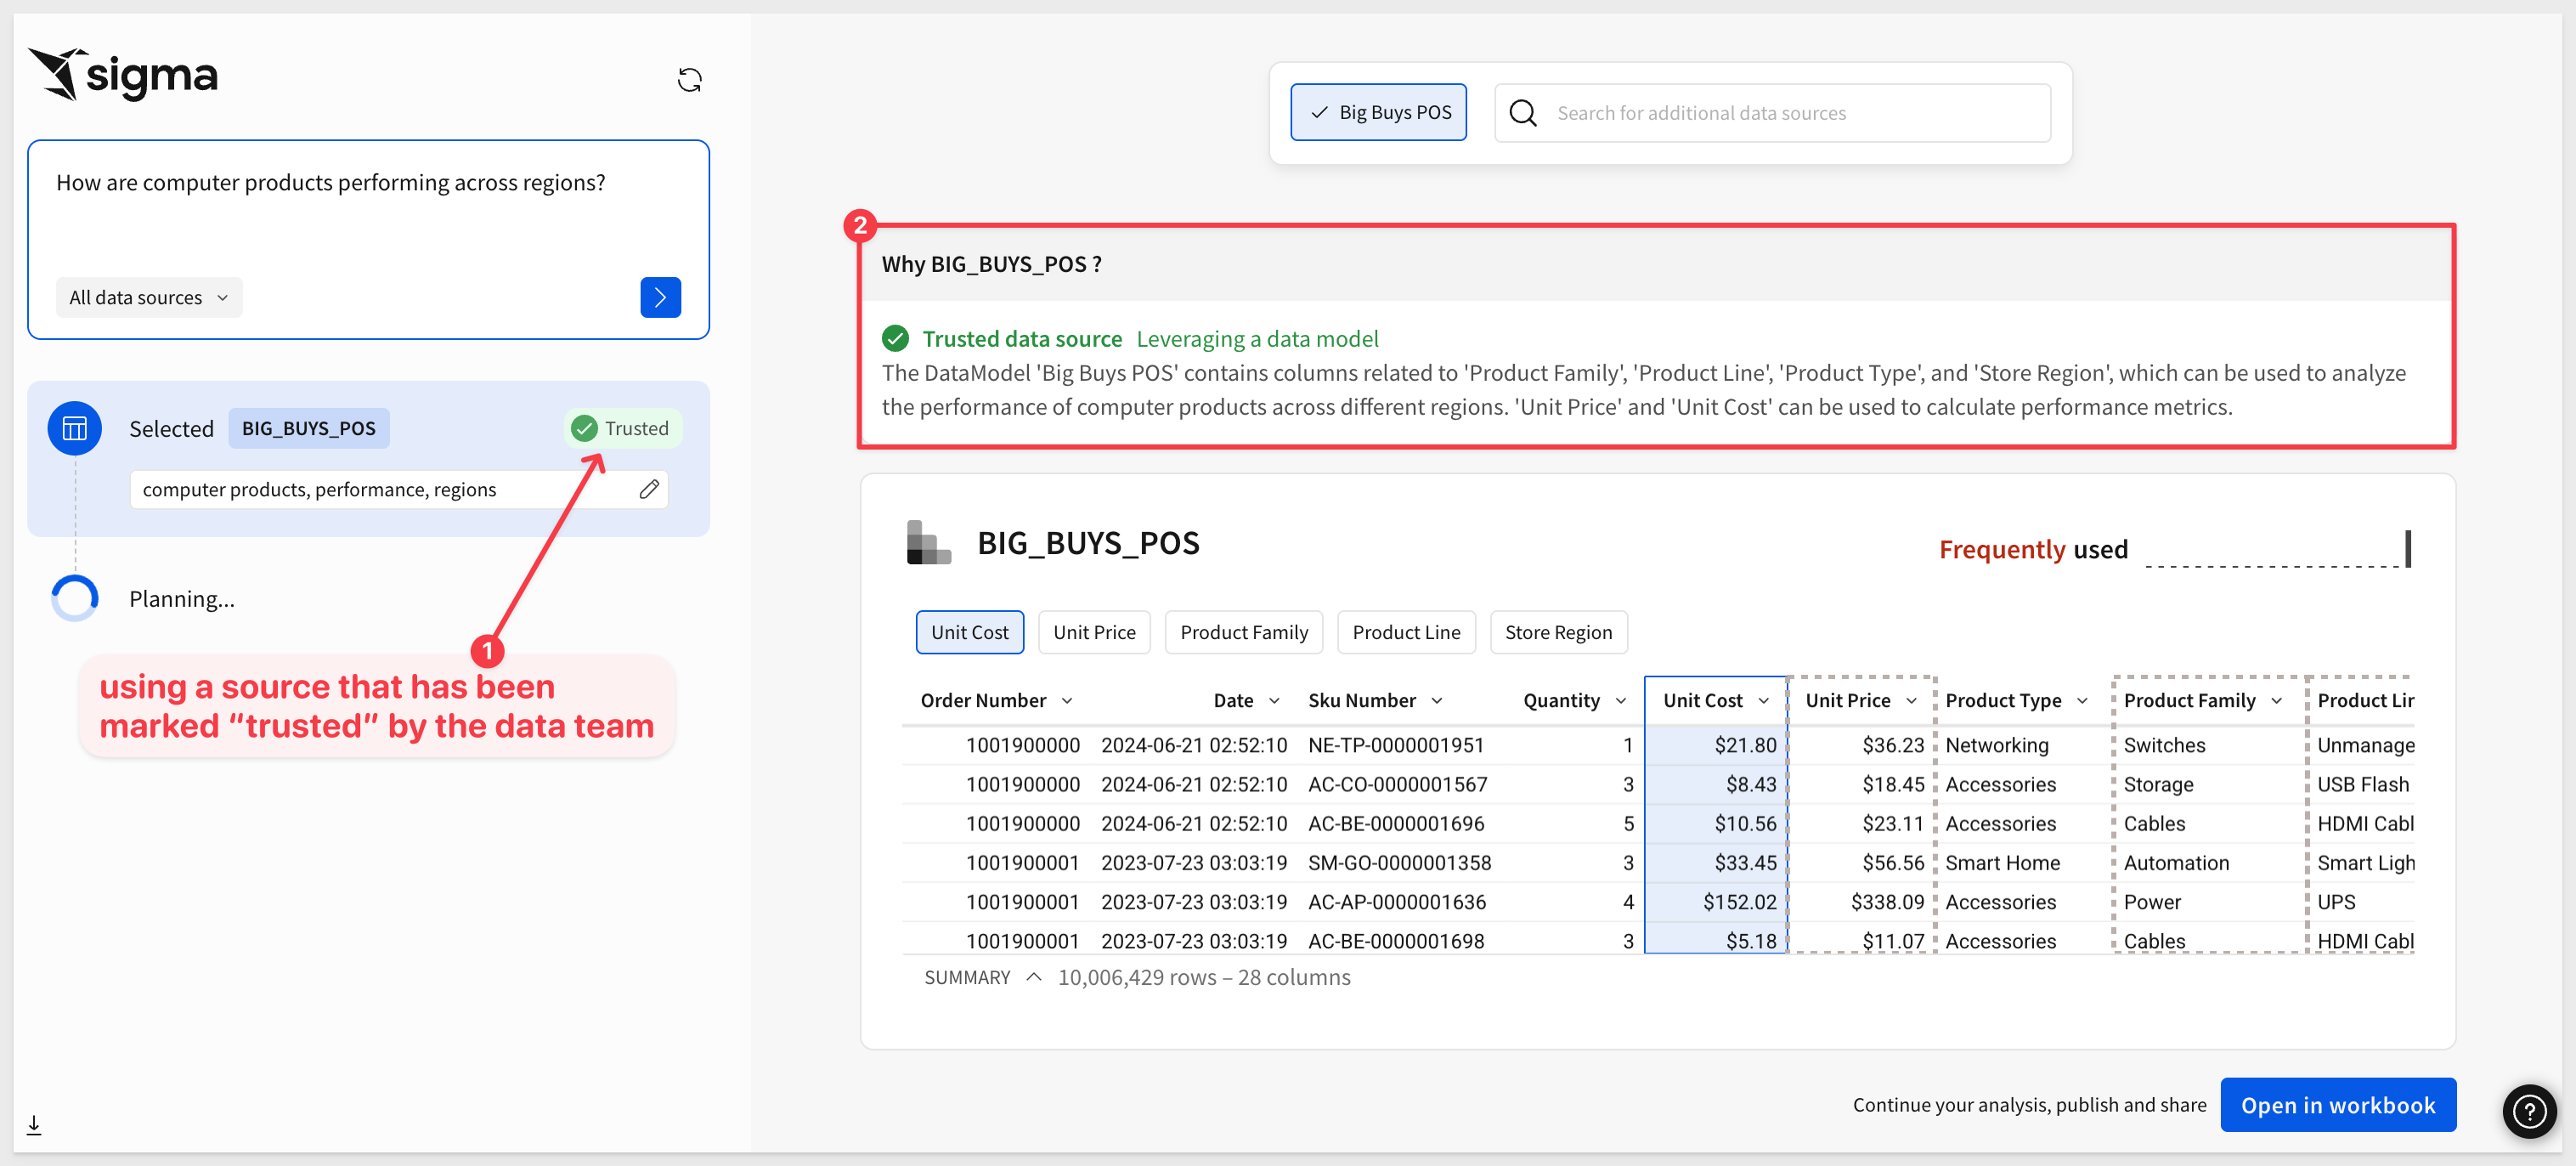 sigma
How are computer products performing across regions?
All data sources
Selected BIG_BUYS_POS Trusted
computer products, performance, regions
Planning...
1
using a source that has been
marked “trusted” by the data team
Big Buys POS Search for additional data sources
2
Why BIG_BUYS_POS ?
Trusted data source Leveraging a data model
The DataModel 'Big Buys POS' contains columns related to 'Product Family', 'Product Line', 'Product Type', and 'Store Region', which can be used to analyze
the performance of computer products across different regions. 'Unit Price' and 'Unit Cost' can be used to calculate performance metrics.
BIG_BUYS_POS Frequently used
Unit Cost Unit Price Product Family Product Line Store Region
Order Number Date Sku Number Quantity Unit Cost Unit Price Product Type Product Family Product Lin
1001900000 2024-06-21 02:52:10 NE-TP-0000001951 1 $21.80 $36.23 Networking Switches Unmanage
1001900000 2024-06-21 02:52:10 AC-CO-0000001567 3 $8.43 $18.45 Accessories Storage USB Flash
1001900000 2024-06-21 02:52:10 AC-BE-0000001696 5 $10.56 $23.11 Accessories Cables HDMI Cabl
1001900001 2023-07-23 03:03:19 SM-GO-0000001358 3 $33.45 $56.56 Smart Home Automation Smart Ligh
1001900001 2023-07-23 03:03:19 AC-AP-0000001636 4 $152.02 $338.09 Accessories Power UPS
1001900001 2023-07-23 03:03:19 AC-BE-0000001698 3 $5.18 $11.07 Accessories Cables HDMI Cabl
SUMMARY 10,006,429 rows – 28 columns
Continue your analysis, publish and share Open in workbook
?